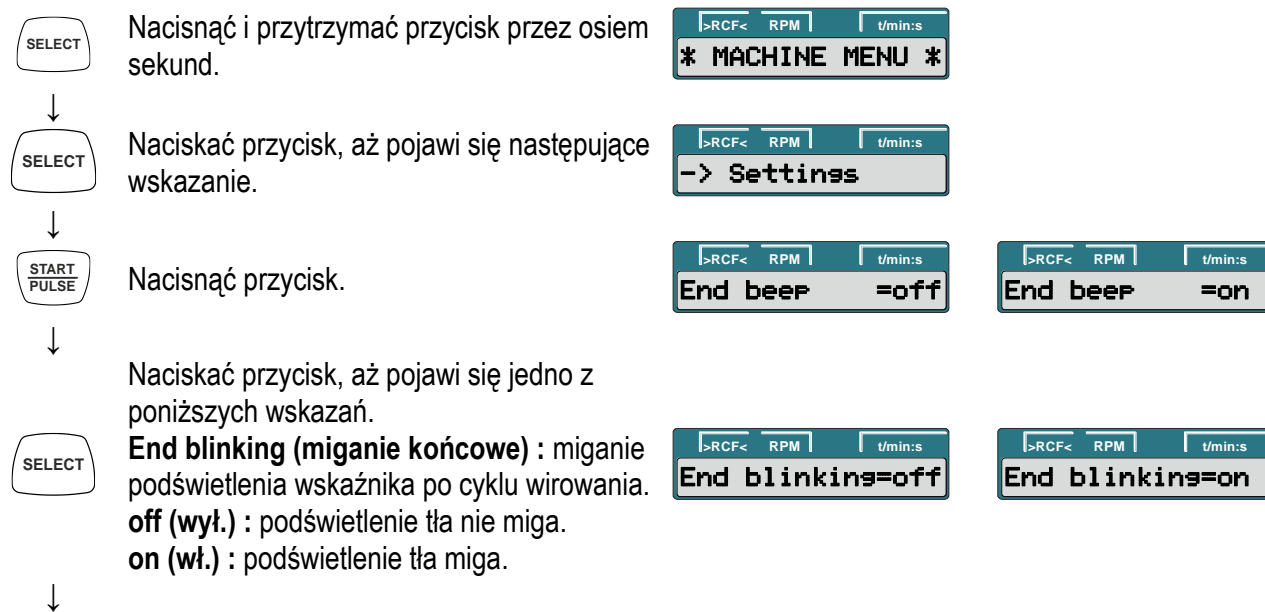 SELECT
Nacisnąć i przytrzymać przycisk przez osiem
sekund.
>RCF< RPM t/min:s
* MACHINE MENU *
↓
SELECT
Naciskać przycisk, aż pojawi się następujące
wskazanie.
>RCF< RPM t/min:s
-> Settings
↓
START
PULSE
Nacisnąć przycisk.
>RCF< RPM t/min:s
End beep =off
>RCF< RPM t/min:s
End beep =on
↓
SELECT
Naciskać przycisk, aż pojawi się jedno z
poniższych wskazań.
End blinking (miganie końcowe) : miganie
podświetlenia wskaźnika po cyklu wirowania.
off (wył.) : podświetlenie tła nie miga.
on (wł.) : podświetlenie tła miga.
>RCF< RPM t/min:s
End blinking=off
>RCF< RPM t/min:s
End blinking=on
↓